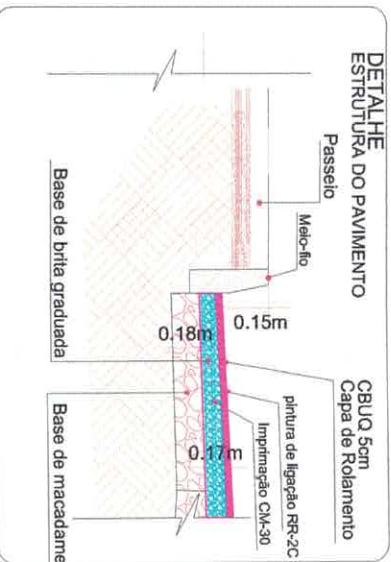 DETALHE
ESTRUTURA DO PAVIMENTO
Passeio
Meio-fio
CBUQ 5cm
Capa de Rolamento
pintura de ligação RR-2C
Imprimação CM-30
0.15m
0.18m
0.17m
Base de brita graduada
Base de macadame